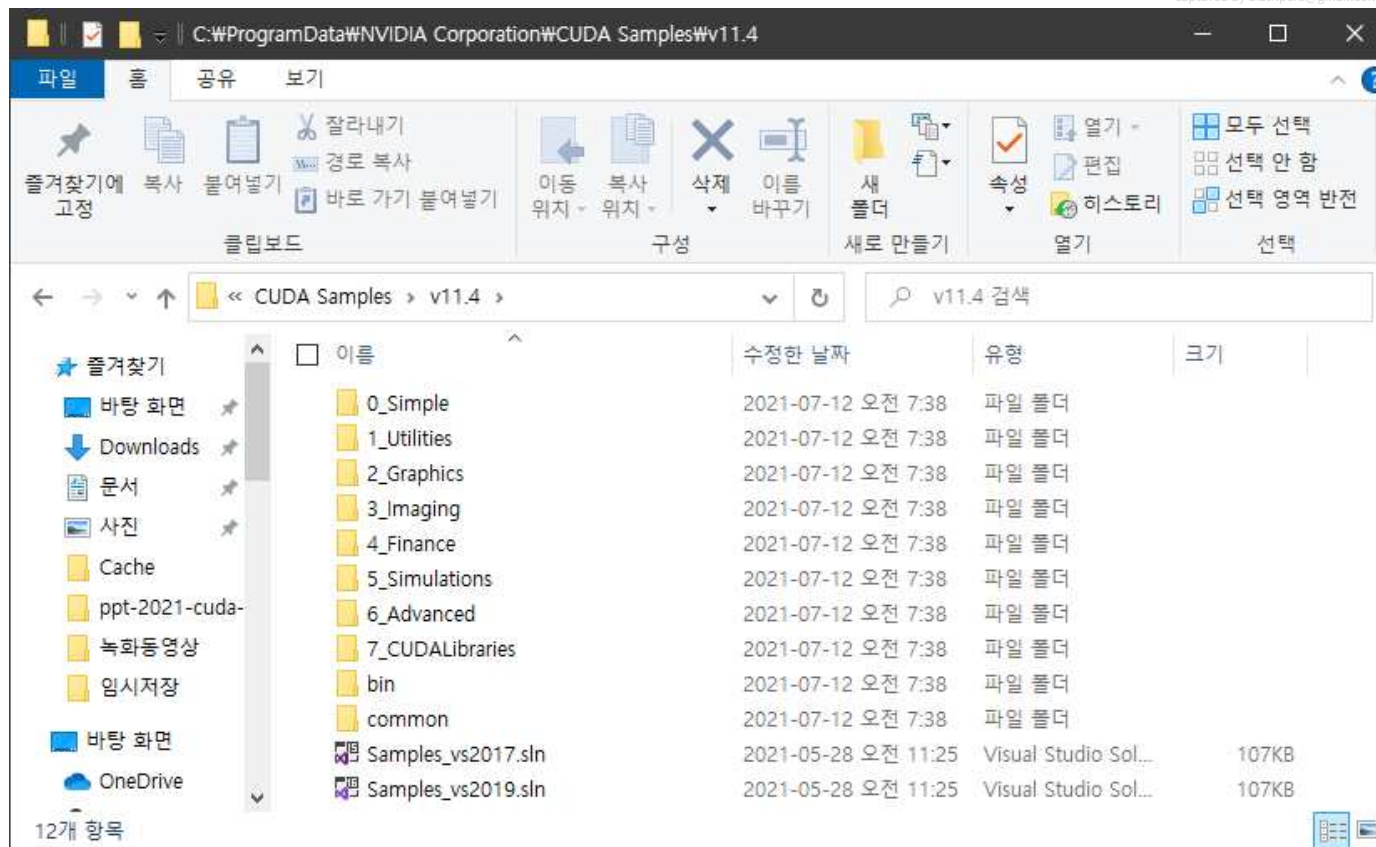 C:₩ProgramData₩NVIDIA Corporation₩CUDA Samples₩v11.4
파일 홈 공유 보기
즐겨찾기에 고정
복사
붙여넣기
잘라내기
경로 복사
바로 가기 붙여넣기
클립보드
이동 위치
복사 위치
삭제
이름 바꾸기
구성
새 폴더
새로 만들기
속성
열기
편집
히스토리
열기
모두 선택
선택 안 함
선택 영역 반전
선택
« CUDA Samples › v11.4 ›
v11.4 검색
즐겨찾기
바탕 화면
Downloads
문서
사진
Cache
ppt-2021-cuda-
녹화동영상
임시저장
바탕 화면
OneDrive
이름 수정한 날짜 유형 크기
0_Simple 2021-07-12 오전 7:38 파일 폴더
1_Utilities 2021-07-12 오전 7:38 파일 폴더
2_Graphics 2021-07-12 오전 7:38 파일 폴더
3_Imaging 2021-07-12 오전 7:38 파일 폴더
4_Finance 2021-07-12 오전 7:38 파일 폴더
5_Simulations 2021-07-12 오전 7:38 파일 폴더
6_Advanced 2021-07-12 오전 7:38 파일 폴더
7_CUDALibraries 2021-07-12 오전 7:38 파일 폴더
bin 2021-07-12 오전 7:38 파일 폴더
common 2021-07-12 오전 7:38 파일 폴더
Samples_vs2017.sln 2021-05-28 오전 11:25 Visual Studio Sol... 107KB
Samples_vs2019.sln 2021-05-28 오전 11:25 Visual Studio Sol... 107KB
12개 항목